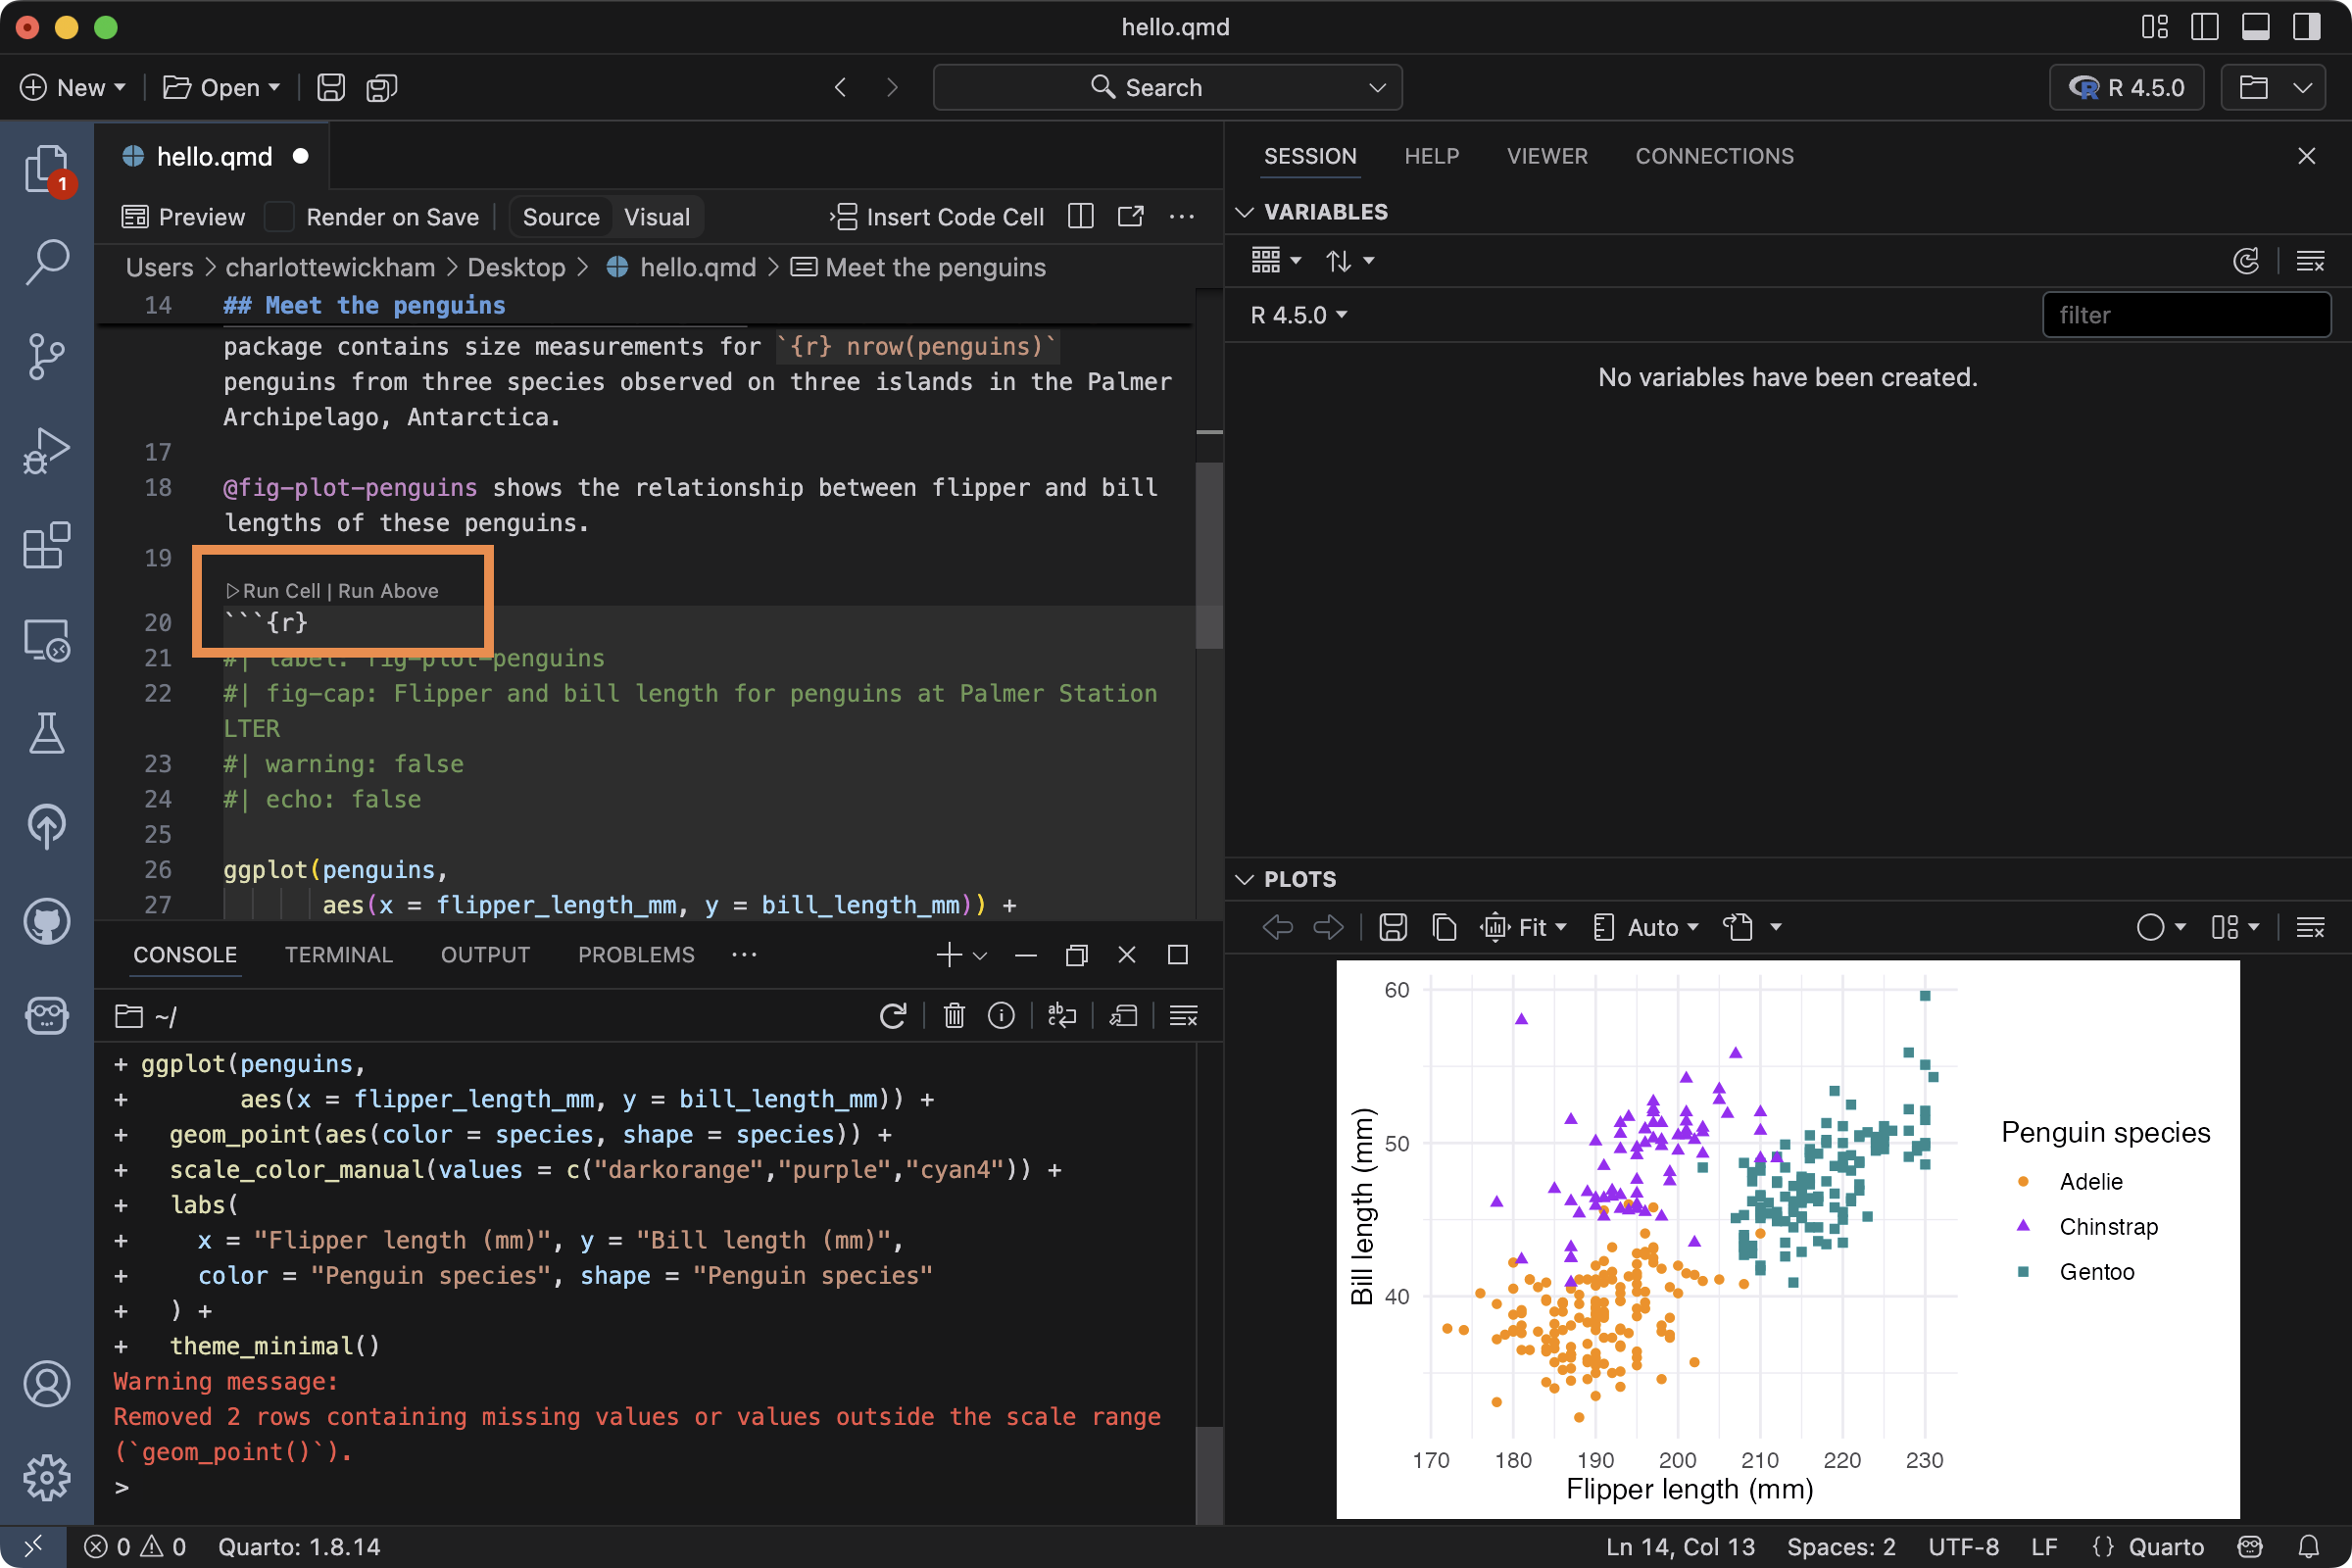 hello.qmd
New
Open
Search
R 4.5.0
1
hello.qmd
Preview
Render on Save
Source
Visual
Insert Code Cell
Users > charlottewickham > Desktop > hello.qmd > Meet the penguins
14 ## Meet the penguins
package contains size measurements for `{r} nrow(penguins)`
penguins from three species observed on three islands in the Palmer
Archipelago, Antarctica.
17
18 @fig-plot-penguins shows the relationship between flipper and bill
lengths of these penguins.
19
Run Cell | Run Above
20 ```{r}
21 #| label: fig-plot-penguins
22 #| fig-cap: Flipper and bill length for penguins at Palmer Station
LTER
23 #| warning: false
24 #| echo: false
25
26 ggplot(penguins,
27 aes(x = flipper_length_mm, y = bill_length_mm)) +
CONSOLE
TERMINAL
OUTPUT
PROBLEMS
~/
+ ggplot(penguins,
+ aes(x = flipper_length_mm, y = bill_length_mm)) +
+ geom_point(aes(color = species, shape = species)) +
+ scale_color_manual(values = c("darkorange","purple","cyan4")) +
+ labs(
+ x = "Flipper length (mm)", y = "Bill length (mm)",
+ color = "Penguin species", shape = "Penguin species"
+ ) +
+ theme_minimal()
Warning message:
Removed 2 rows containing missing values or values outside the scale range
(`geom_point()`).
>
SESSION
HELP
VIEWER
CONNECTIONS
VARIABLES
R 4.5.0
filter
No variables have been created.
PLOTS
Fit
Auto
60
50
40
Bill length (mm)
170 180 190 200 210 220 230
Flipper length (mm)
Penguin species
Adelie
Chinstrap
Gentoo
0 0
Quarto: 1.8.14
Ln 14, Col 13
Spaces: 2
UTF-8
LF
{} Quarto